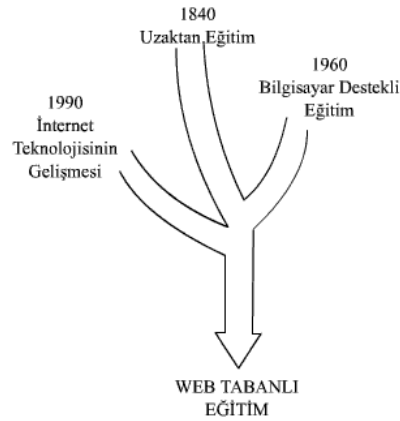 1840
Uzaktan Eğitim
1960
Bilgisayar Destekli
Eğitim
1990
İnternet
Teknolojisinin
Gelişmesi
WEB TABANLI
EĞİTİM